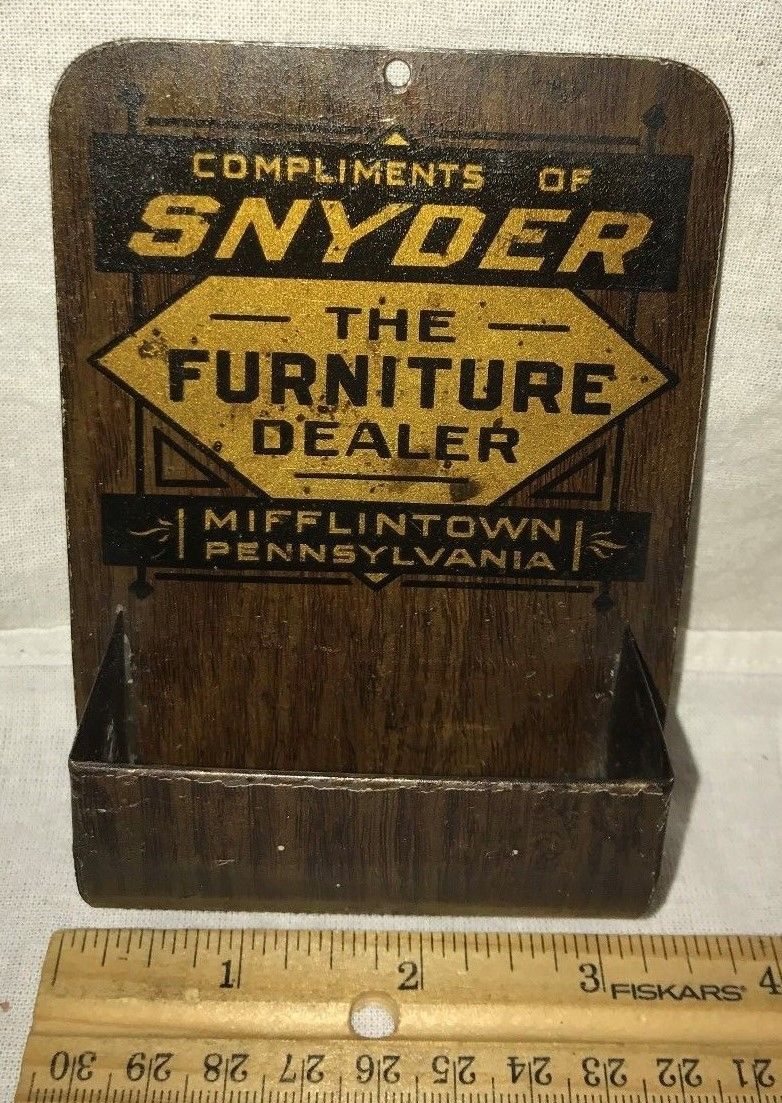 COMPLIMENTS OF
SNYDER
THE
FURNITURE
DEALER
MIFFLINTOWN
PENNSYLVANIA
1 2 3 FISKARS® 4
30 29 28 27 26 25 24 23 22 21